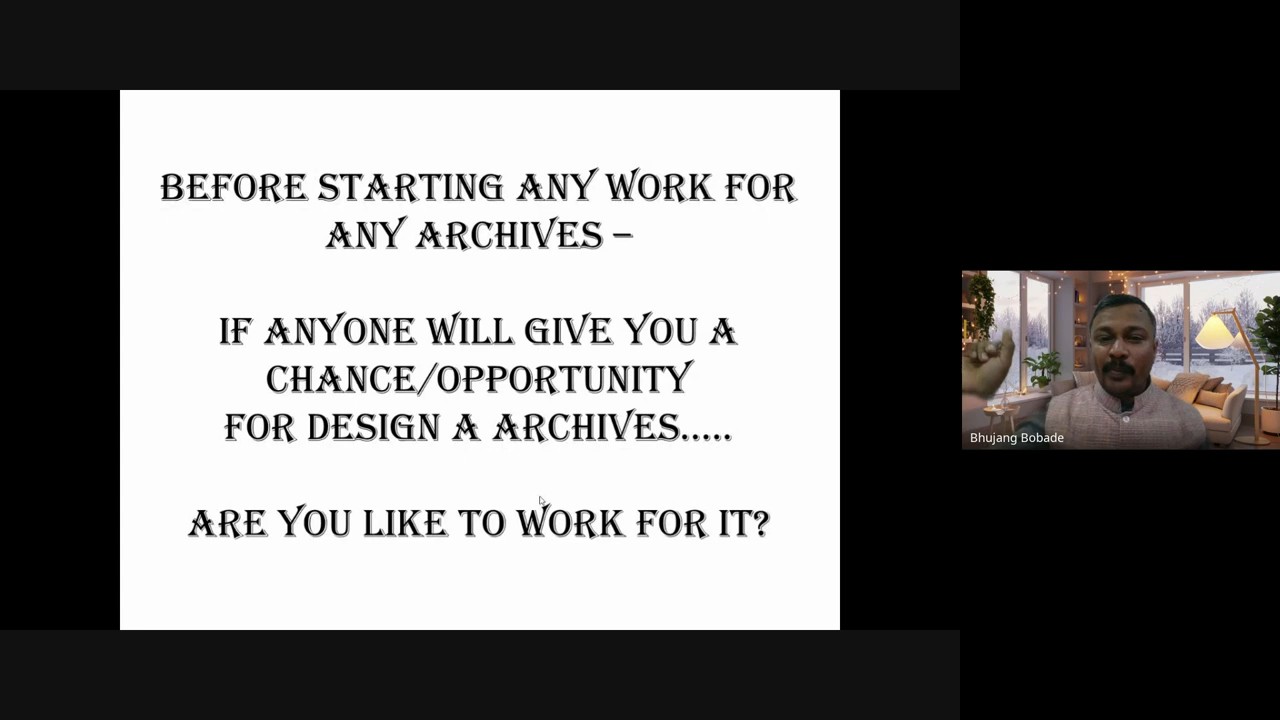 BEFORE STARTING ANY WORK FOR
ANY ARCHIVES –
IF ANYONE WILL GIVE YOU A
CHANCE/OPPORTUNITY
FOR DESIGN A ARCHIVES.....
ARE YOU LIKE TO WORK FOR IT?
Bhujang Bobade